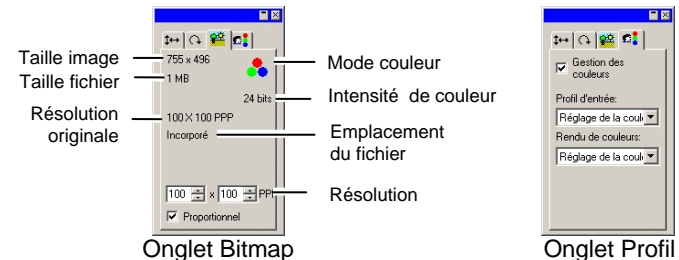 Taille image
755 x 496
Mode couleur
Taille fichier
1 MB
24 bits
Intensité de couleur
Résolution
originale
100 X 100 PPP
Incorporé
Emplacement
du fichier
100 x 100 PPI
Résolution
Proportionnel
Onglet Bitmap
Gestion des
couleurs
Profil d'entrée:
Réglage de la coul
Rendu de couleurs:
Réglage de la coul
Onglet Profil